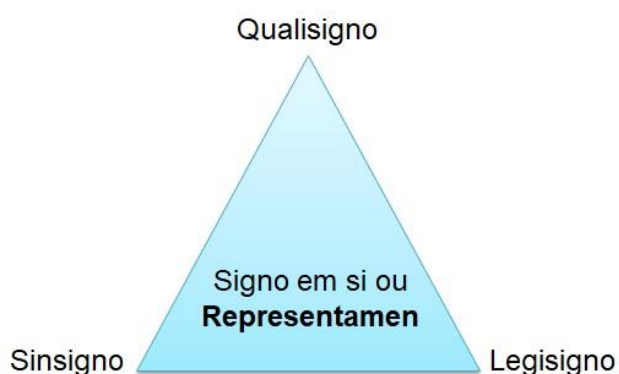 Qualisigno
Signo em si ou
Representamen
Sinsigno
Legisigno